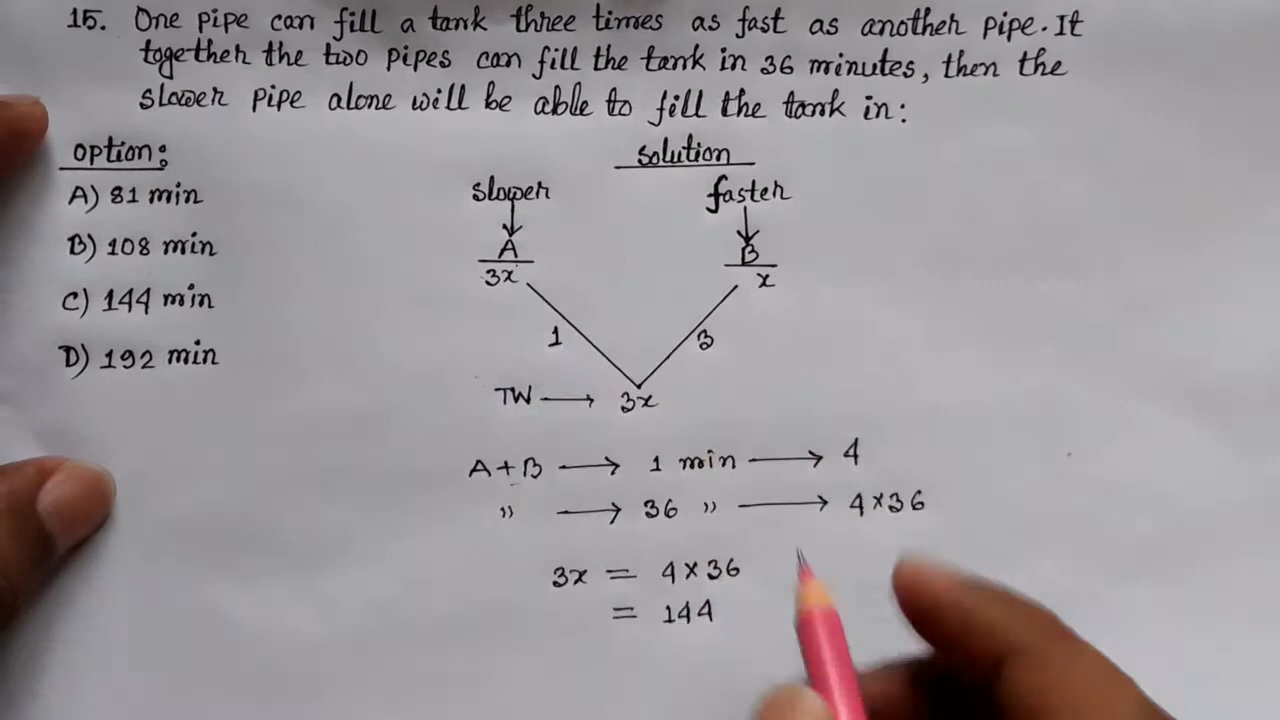 15. One pipe can fill a tank three times as fast as another pipe. It
together the two pipes can fill the tank in 36 minutes, then the
slower pipe alone will be able to fill the tank in:
option:
A) 81 min
B) 108 min
C) 144 min
D) 192 min
solution
slower faster
A B
3x x
1 3
TW → 3x
A+B → 1 min → 4
" → 36 " → 4×36
3x = 4×36
= 144